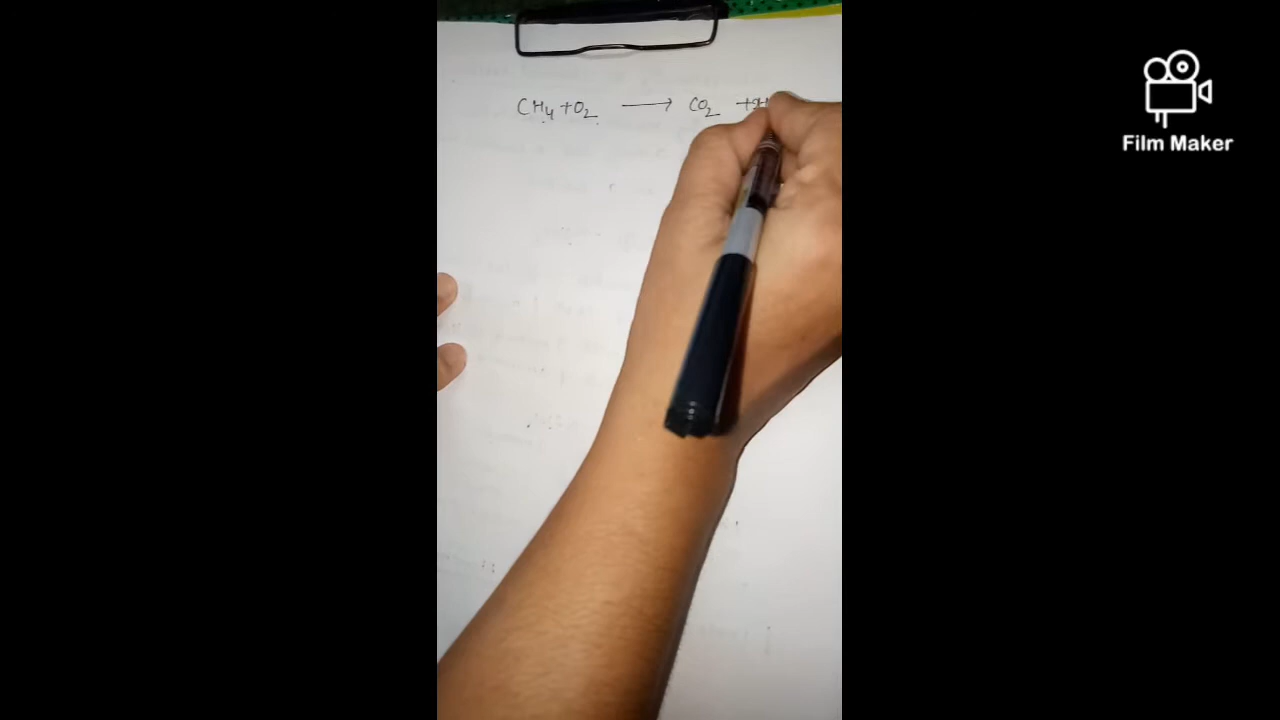 CH₄ + O₂ ⟶ CO₂ +
Film Maker